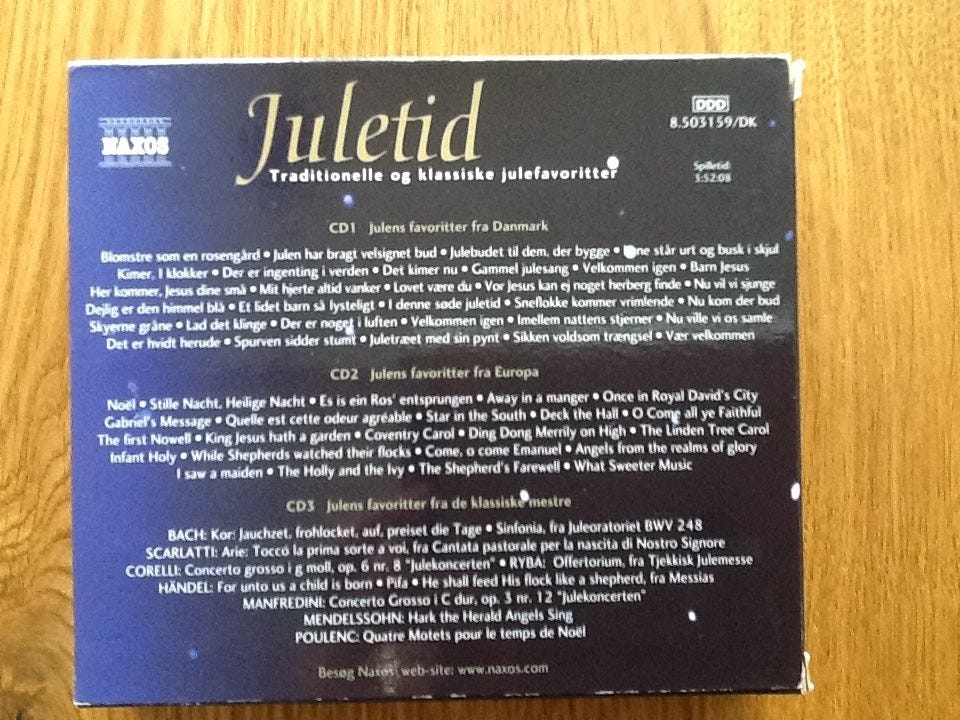 NAXOS
Juletid
Traditionelle og klassiske julefavoritter
DDD
8.503159/DK
Spilletid
3:52:08
CD1 Julens favoritter fra Danmark
Blomstre som en rosengård • Julen har bragt velsignet bud • Julebudet til dem, der bygge • står urt og busk i skjul
Kimer, I klokker • Der er ingenting i verden • Det kimer nu • Gammel julesang • Velkommen igen • Barn Jesus
Her kommer, Jesus dine små • Mit hjerte altid vanker • Lovet være du • Vor Jesus kan ej noget herberg finde • Nu vil vi sjunge
Dejlig er den himmel blå • Et lidet barn så lysteligt • I denne søde juletid • Sneflokke kommer vrimlende • Nu kom der bud
Skyerne gråne • Lad det klinge • Der er noget i luften • Velkommen igen • Imellem nattens stjerner • Nu ville vi os samle
Det er hvidt herude • Spurven sidder stumt • Juletræet med sin pynt • Sikken voldsom trængsel • Vær velkommen
CD2 Julens favoritter fra Europa
Noël • Stille Nacht, Heilige Nacht • Es is ein Ros' entsprungen • Away in a manger • Once in Royal David's City
Gabriel's Message • Quelle est cette odeur agréable • Star in the South • Deck the Hall • O Come all ye Faithful
The first Nowell • King Jesus hath a garden • Coventry Carol • Ding Dong Merrily on High • The Linden Tree Carol
Infant Holy • While Shepherds watched their flocks • Come, o come Emanuel • Angels from the realms of glory
I saw a maiden • The Holly and the Ivy • The Shepherd's Farewell • What Sweeter Music
CD3 Julens favoritter fra de klassiske mestre
BACH: Kor: Jauchzet, frohlocket, auf, preiset die Tage • Sinfonia, fra Juleoratoriet BWV 248
SCARLATTI: Arie: Toccó la prima sorte a voi, fra Cantata pastorale per la nascita di Nostro Signore
CORELLI: Concerto grosso i g moll, op. 6 nr. 8 "Julekoncerten" • RYBA: Offertorium, fra Tjekkisk Julemesse
HÄNDEL: For unto us a child is born • Pifa • He shall feed His flock like a shepherd, fra Messias
MANFREDINI: Concerto Grosso i C dur, op. 3 nr. 12 "Julekoncerten"
MENDELSSOHN: Hark the Herald Angels Sing
POULENC: Quatre Motets pour le temps de Noël
Besøg Naxos' web-site: www.naxos.com